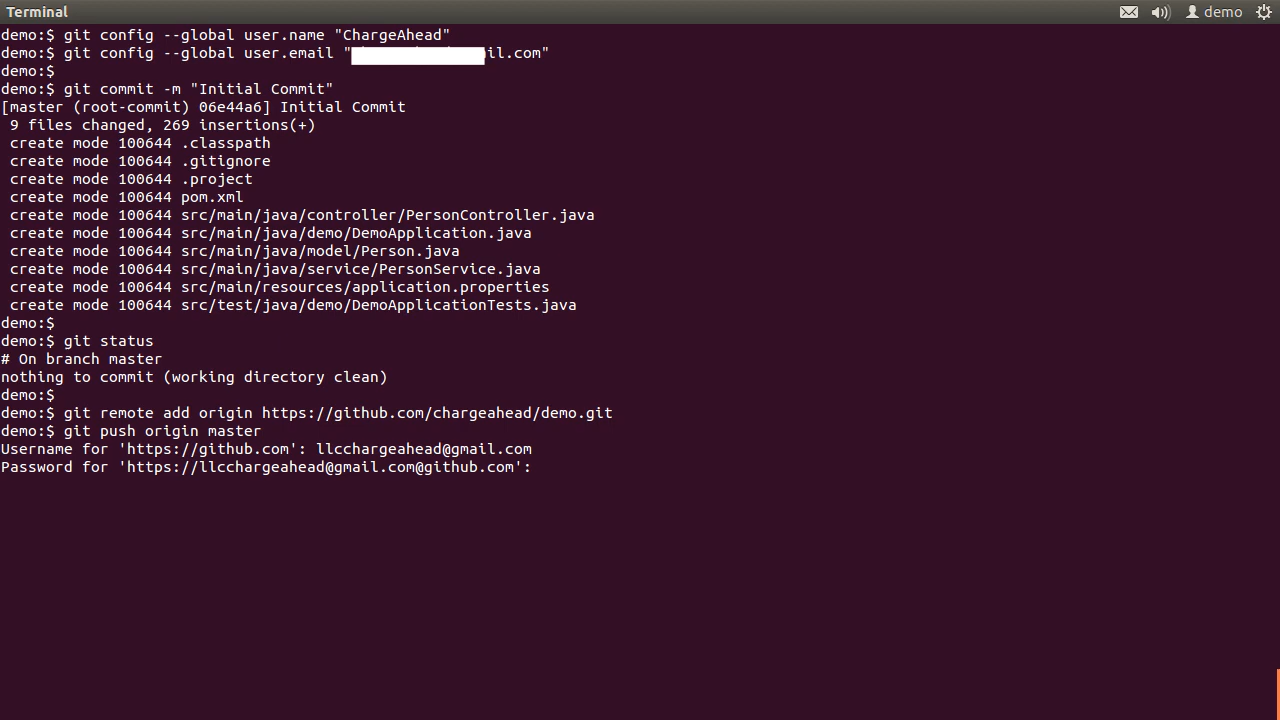 Terminal
demo
demo:$ git config --global user.name "ChargeAhead"
demo:$ git config --global user.email " il.com"
demo:$
demo:$ git commit -m "Initial Commit"
[master (root-commit) 06e44a6] Initial Commit
 9 files changed, 269 insertions(+)
 create mode 100644 .classpath
 create mode 100644 .gitignore
 create mode 100644 .project
 create mode 100644 pom.xml
 create mode 100644 src/main/java/controller/PersonController.java
 create mode 100644 src/main/java/demo/DemoApplication.java
 create mode 100644 src/main/java/model/Person.java
 create mode 100644 src/main/java/service/PersonService.java
 create mode 100644 src/main/resources/application.properties
 create mode 100644 src/test/java/demo/DemoApplicationTests.java
demo:$
demo:$ git status
# On branch master
nothing to commit (working directory clean)
demo:$
demo:$ git remote add origin https://github.com/chargeahead/demo.git
demo:$ git push origin master
Username for 'https://github.com': llcchargeahead@gmail.com
Password for 'https://llcchargeahead@gmail.com@github.com':